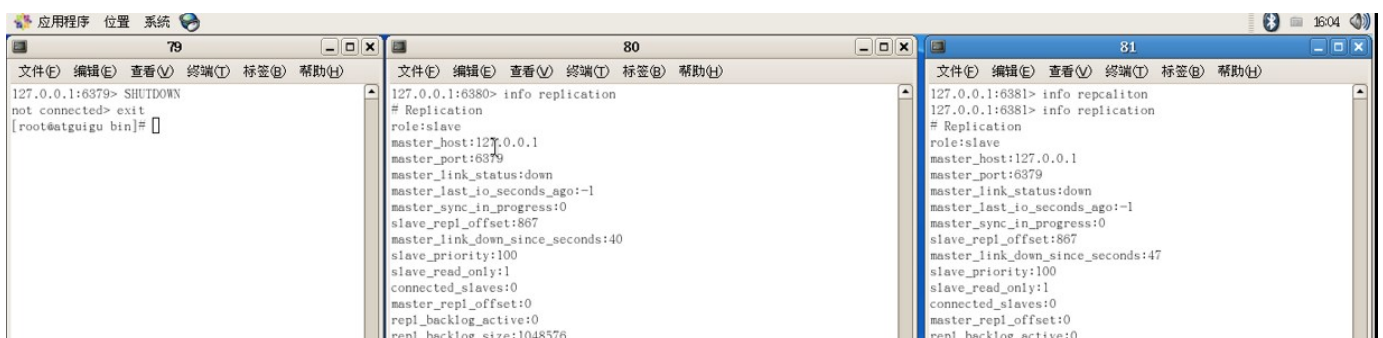 应用程序 位置 系统
16:04
79
文件(F) 编辑(E) 查看(V) 终端(T) 标签(B) 帮助(H)
127.0.0.1:6379> SHUTDOWN
not connected> exit
[root@atguigu bin]#
80
文件(F) 编辑(E) 查看(V) 终端(T) 标签(B) 帮助(H)
127.0.0.1:6380> info replication
# Replication
role:slave
master_host:127.0.0.1
master_port:6379
master_link_status:down
master_last_io_seconds_ago:-1
master_sync_in_progress:0
slave_repl_offset:867
master_link_down_since_seconds:40
slave_priority:100
slave_read_only:1
connected_slaves:0
master_repl_offset:0
repl_backlog_active:0
repl_backlog_size:1048576
81
文件(F) 编辑(E) 查看(V) 终端(T) 标签(B) 帮助(H)
127.0.0.1:6381> info repcaliton
127.0.0.1:6381> info replication
# Replication
role:slave
master_host:127.0.0.1
master_port:6379
master_link_status:down
master_last_io_seconds_ago:-1
master_sync_in_progress:0
slave_repl_offset:867
master_link_down_since_seconds:47
slave_priority:100
slave_read_only:1
connected_slaves:0
master_repl_offset:0
repl_backlog_active:0